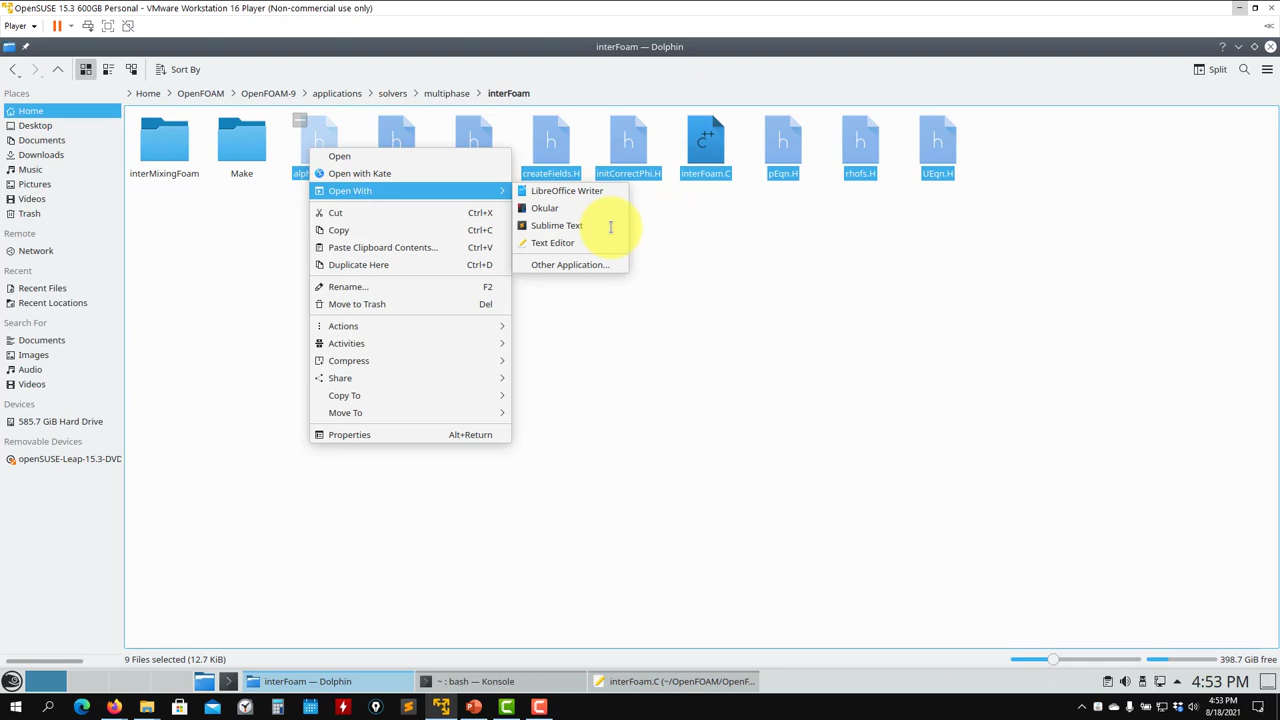 OpenSUSE 15.3 600GB Personal - VMware Workstation 16 Player (Non-commercial use only)
Player
interFoam — Dolphin
Sort By
Split
Places
Home
Desktop
Documents
Downloads
Music
Pictures
Videos
Trash
Remote
Network
Recent
Recent Files
Recent Locations
Search For
Documents
Images
Audio
Videos
Devices
585.7 GiB Hard Drive
Removable Devices
openSUSE-Leap-15.3-DVD
Home > OpenFOAM > OpenFOAM-9 > applications > solvers > multiphase > interFoam
interMixingFoam
Make
createFields.H
initCorrectPhi.H
interFoam.C
pEqn.H
rhofs.H
UEqn.H
Open
Open with Kate
Open With
Cut Ctrl+X
Copy Ctrl+C
Paste Clipboard Contents... Ctrl+V
Duplicate Here Ctrl+D
Rename... F2
Move to Trash Del
Actions
Activities
Compress
Share
Copy To
Move To
Properties Alt+Return
LibreOffice Writer
Okular
Sublime Text
Text Editor
Other Application...
9 Files selected (12.7 KiB)
398.7 GiB free
interFoam — Dolphin
~ : bash — Konsole
interFoam.C (~/OpenFOAM/OpenF...
4:53 PM
4:53 PM
8/18/2021